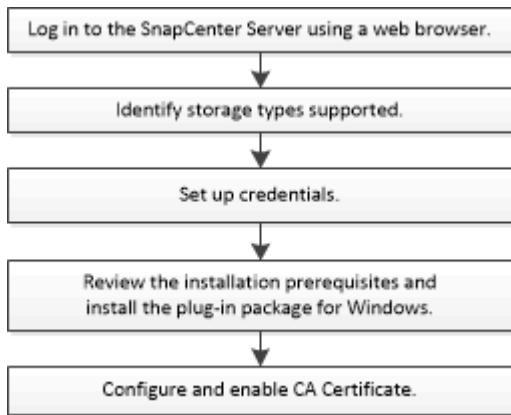 Log in to the SnapCenter Server using a web browser.
Identify storage types supported.
Set up credentials.
Review the installation prerequisites and
install the plug-in package for Windows.
Configure and enable CA Certificate.